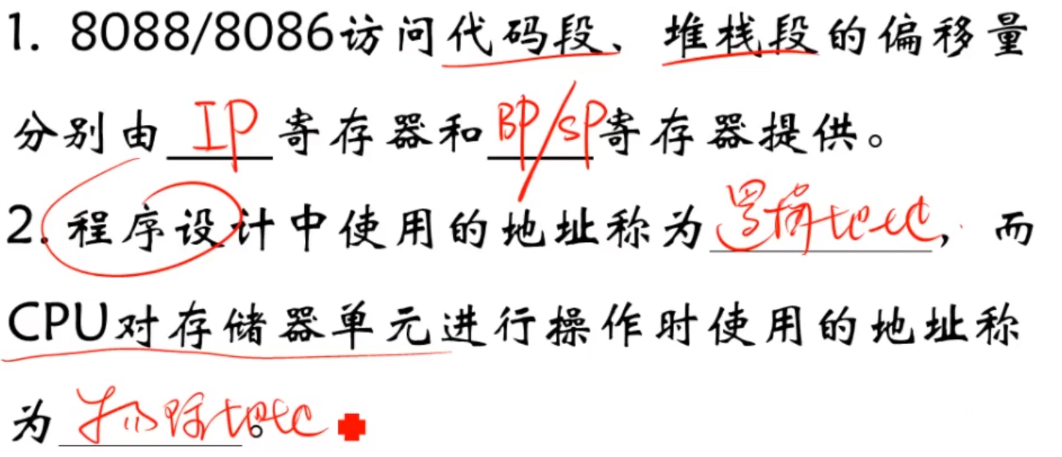 1. 8088/8086访问代码段、堆栈段的偏移量
分别由 IP 寄存器和 BP/SP 寄存器提供。
2. 程序设计中使用的地址称为逻辑地址，而
CPU对存储器单元进行操作时使用的地址称
为 物理地址。